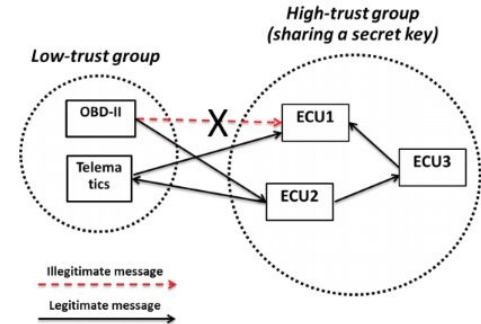 High-trust group
(sharing a secret key)
Low-trust group
OBD-II
X
ECU1
Telema
tics
ECU3
ECU2
Illegitimate message
Legitimate message